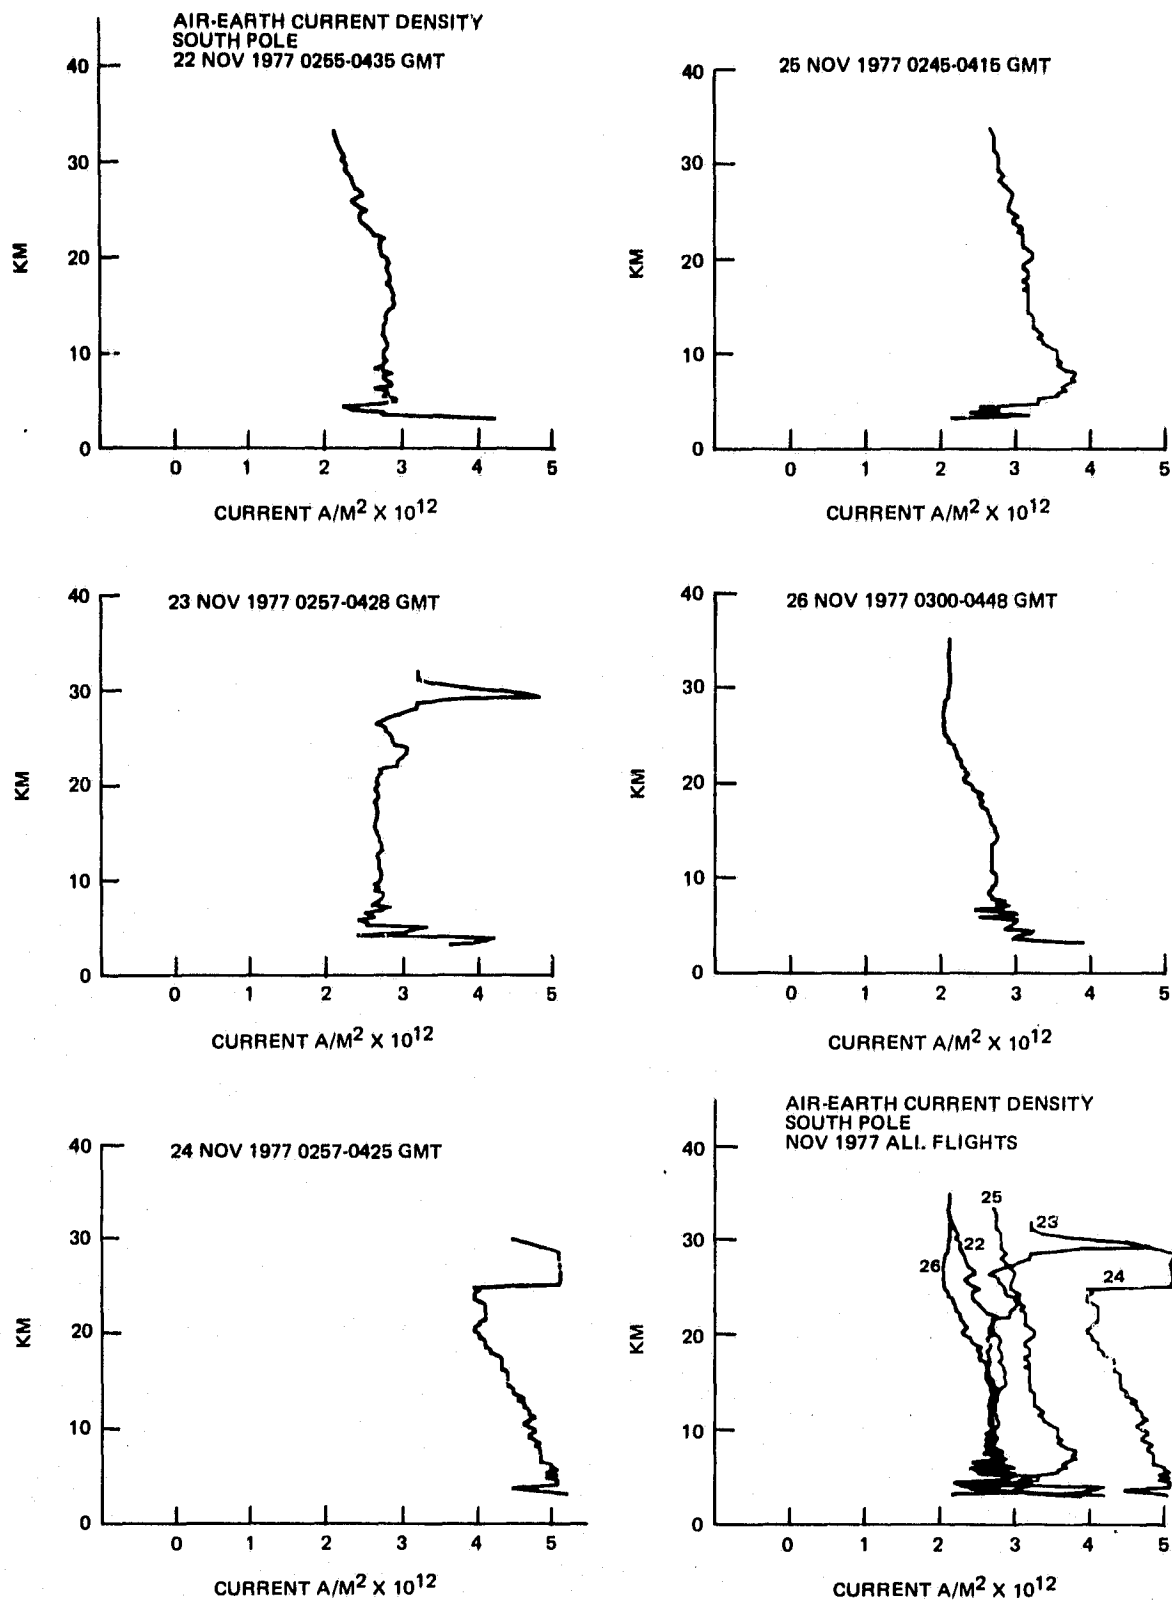 AIR-EARTH CURRENT DENSITY
SOUTH POLE
22 NOV 1977 0255-0435 GMT
40
30
20
10
0
KM
0 1 2 3 4 5
CURRENT A/M² X 10¹²
25 NOV 1977 0245-0415 GMT
40
30
20
10
0
KM
0 1 2 3 4 5
CURRENT A/M² X 10¹²
23 NOV 1977 0257-0428 GMT
40
30
20
10
0
KM
0 1 2 3 4 5
CURRENT A/M² X 10¹²
26 NOV 1977 0300-0448 GMT
40
30
20
10
0
KM
0 1 2 3 4 5
CURRENT A/M² X 10¹²
24 NOV 1977 0257-0425 GMT
40
30
20
10
0
KM
0 1 2 3 4 5
CURRENT A/M² X 10¹²
AIR-EARTH CURRENT DENSITY
SOUTH POLE
NOV 1977 ALL FLIGHTS
40
30
20
10
0
KM
25
23
22
26
24
0 1 2 3 4 5
CURRENT A/M² X 10¹²